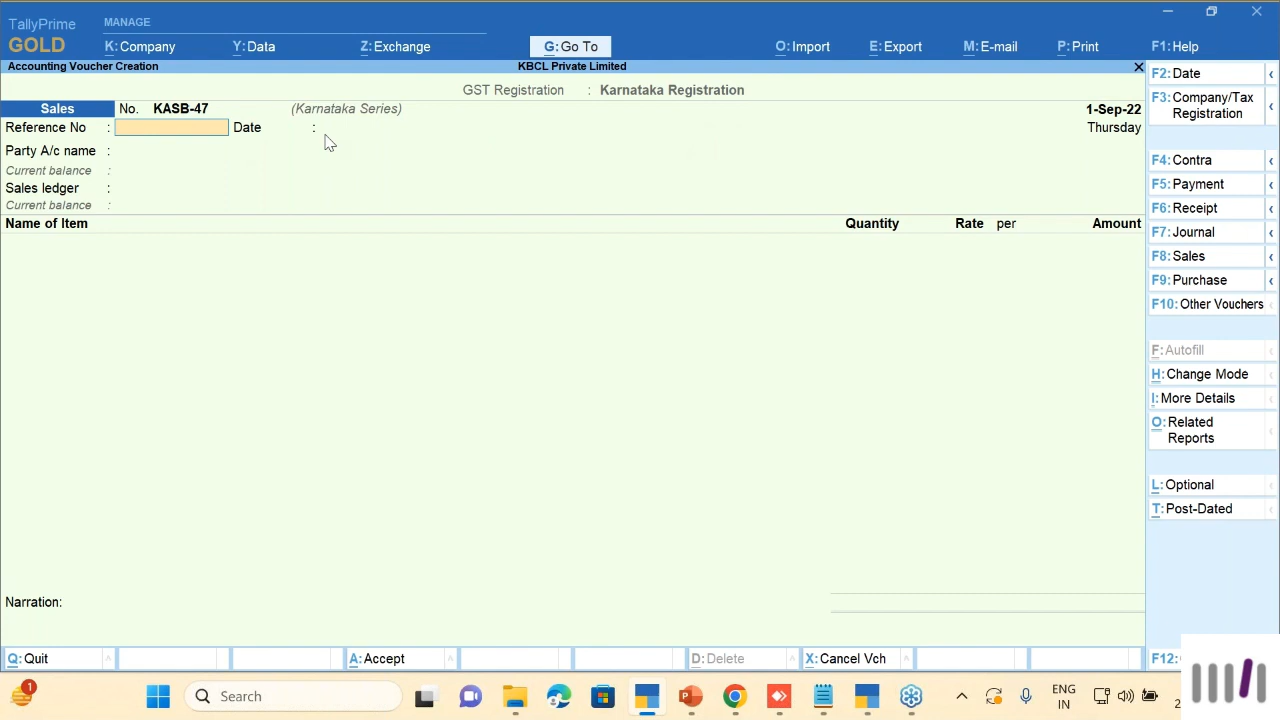 TallyPrime
GOLD
MANAGE
K: Company
Y: Data
Z: Exchange
G: Go To
O: Import
E: Export
M: E-mail
P: Print
F1: Help
Accounting Voucher Creation
KBCL Private Limited
GST Registration : Karnataka Registration
Sales
No. KASB-47
(Karnataka Series)
1-Sep-22
Reference No :
Date :
Thursday
Party A/c name :
Current balance :
Sales ledger :
Current balance :
Name of Item
Quantity
Rate per
Amount
Narration:
F2: Date
F3: Company/Tax
Registration
F4: Contra
F5: Payment
F6: Receipt
F7: Journal
F8: Sales
F9: Purchase
F10: Other Vouchers
F: Autofill
H: Change Mode
I: More Details
O: Related
Reports
L: Optional
T: Post-Dated
Q: Quit
A: Accept
D: Delete
X: Cancel Vch
F12:
1
Search
ENG
IN